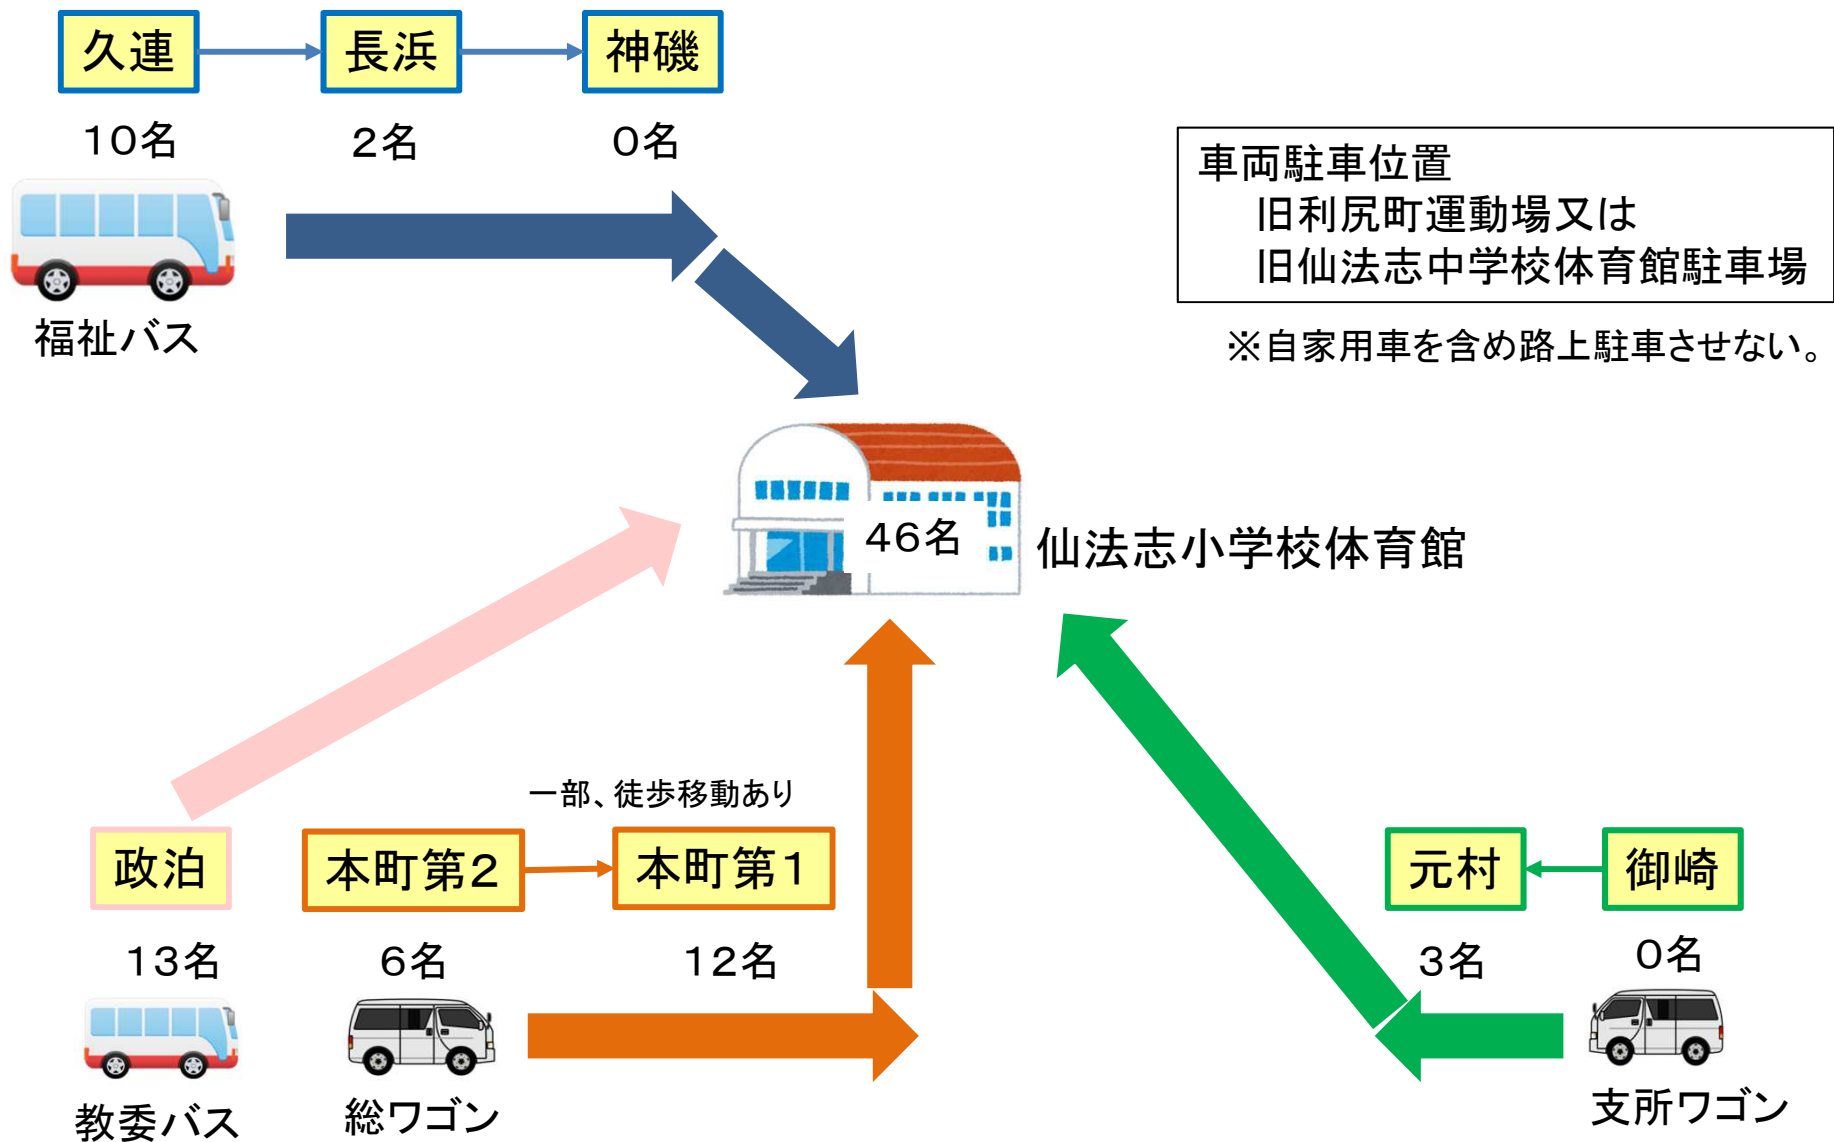 久連
長浜
神磯
10名
2名
0名
福祉バス
車両駐車位置
旧利尻町運動場又は
旧仙法志中学校体育館駐車場
※自家用車を含め路上駐車させない。
46名
仙法志小学校体育館
一部、徒歩移動あり
政泊
本町第2
本町第1
元村
御崎
13名
6名
12名
3名
0名
教委バス
総ワゴン
支所ワゴン